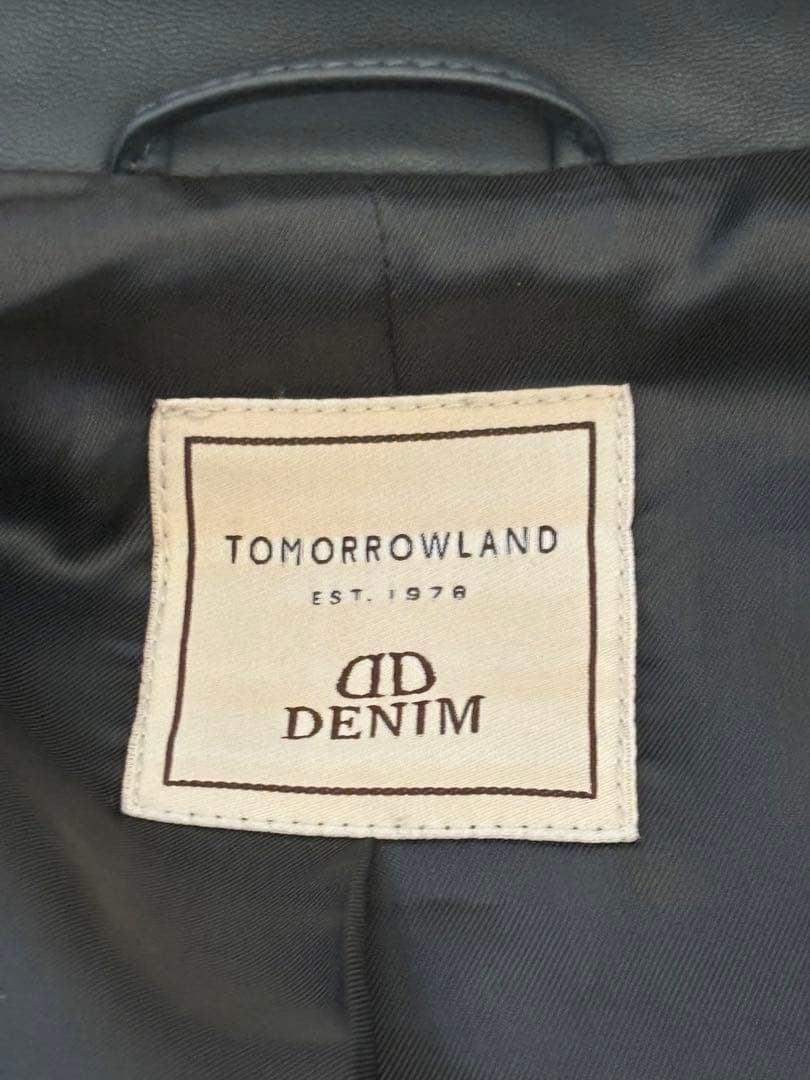 TOMORROWLAND
EST. 1978
DD
DENIM